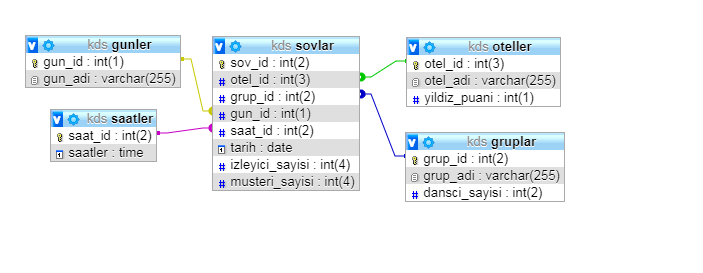 kds gunler
gun_id : int(1)
gun_adi : varchar(255)
kds saatler
saat_id : int(2)
saatler : time
kds sovlar
sov_id : int(2)
otel_id : int(3)
grup_id : int(2)
gun_id : int(1)
saat_id : int(2)
tarih : date
izleyici_sayisi : int(4)
musteri_sayisi : int(4)
kds oteller
otel_id : int(3)
otel_adi : varchar(255)
yildiz_puani : int(1)
kds gruplar
grup_id : int(2)
grup_adi : varchar(255)
dansci_sayisi : int(2)